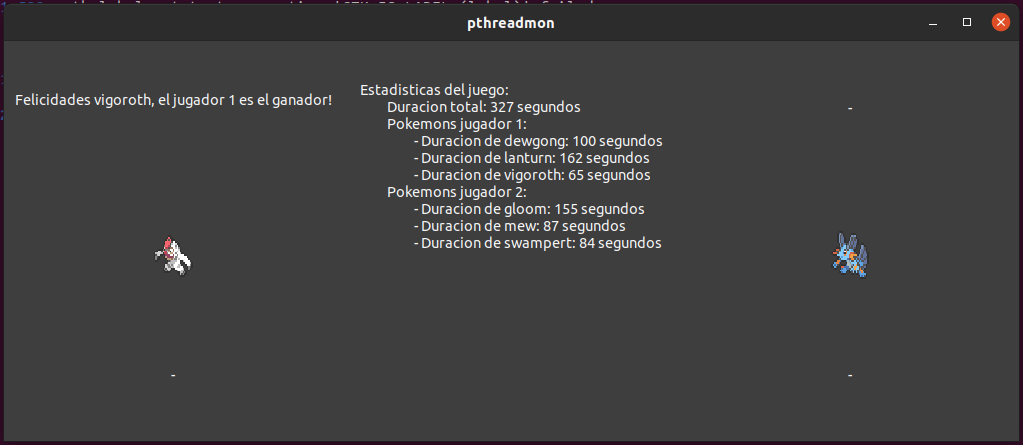 pthreadmon
Felicidades vigoroth, el jugador 1 es el ganador!
Estadisticas del juego:
Duracion total: 327 segundos
Pokemons jugador 1:
- Duracion de dewgong: 100 segundos
- Duracion de lanturn: 162 segundos
- Duracion de vigoroth: 65 segundos
Pokemons jugador 2:
- Duracion de gloom: 155 segundos
- Duracion de mew: 87 segundos
- Duracion de swampert: 84 segundos
-
-
-